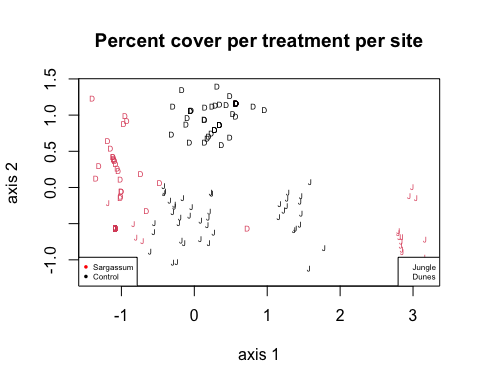 Percent cover per treatment per site
axis 2
1.5
1.0
0.5
0.0
-1.0
Sargassum
Control
Jungle
Dunes
-1
0
1
2
3
axis 1